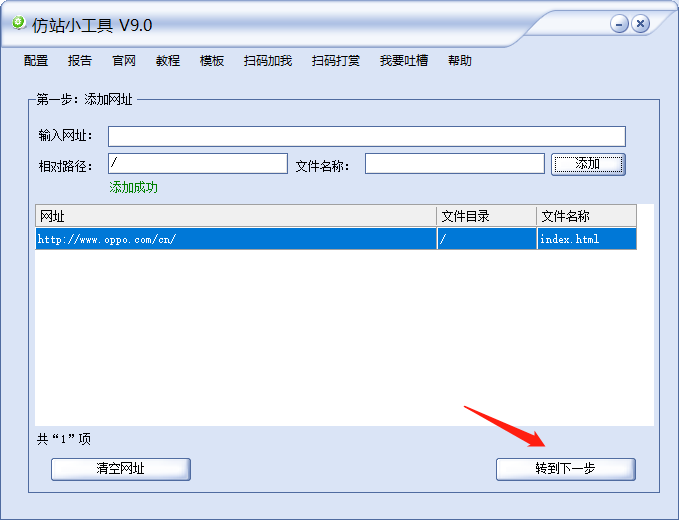 仿站小工具 V9.0
配置 报告 官网 教程 模板 扫码加我 扫码打赏 我要吐槽 帮助
第一步：添加网址
输入网址：
相对路径： / 文件名称： 添加
添加成功
网址 文件目录 文件名称
http://www.oppo.com/cn/ / index.html
共“1”项
清空网址 转到下一步